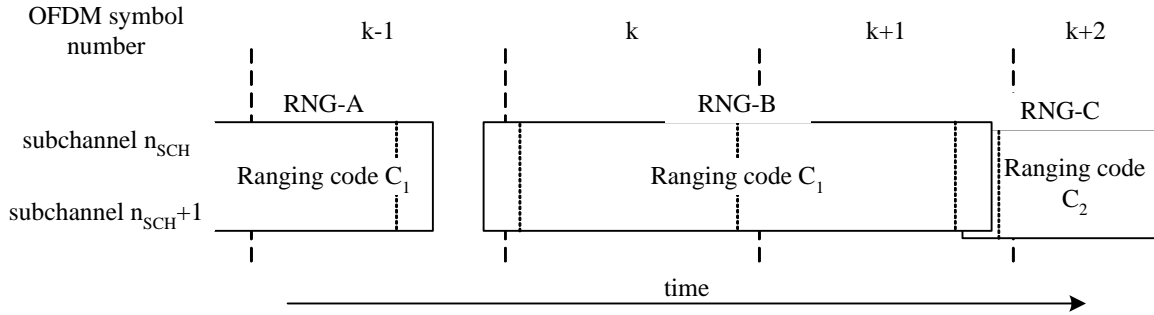 OFDM symbol number
k-1
k
k+1
k+2
RNG-A
RNG-B
RNG-C
subchannel n_SCH
Ranging code C_1
Ranging code C_1
Ranging code
C_2
subchannel n_SCH+1
time